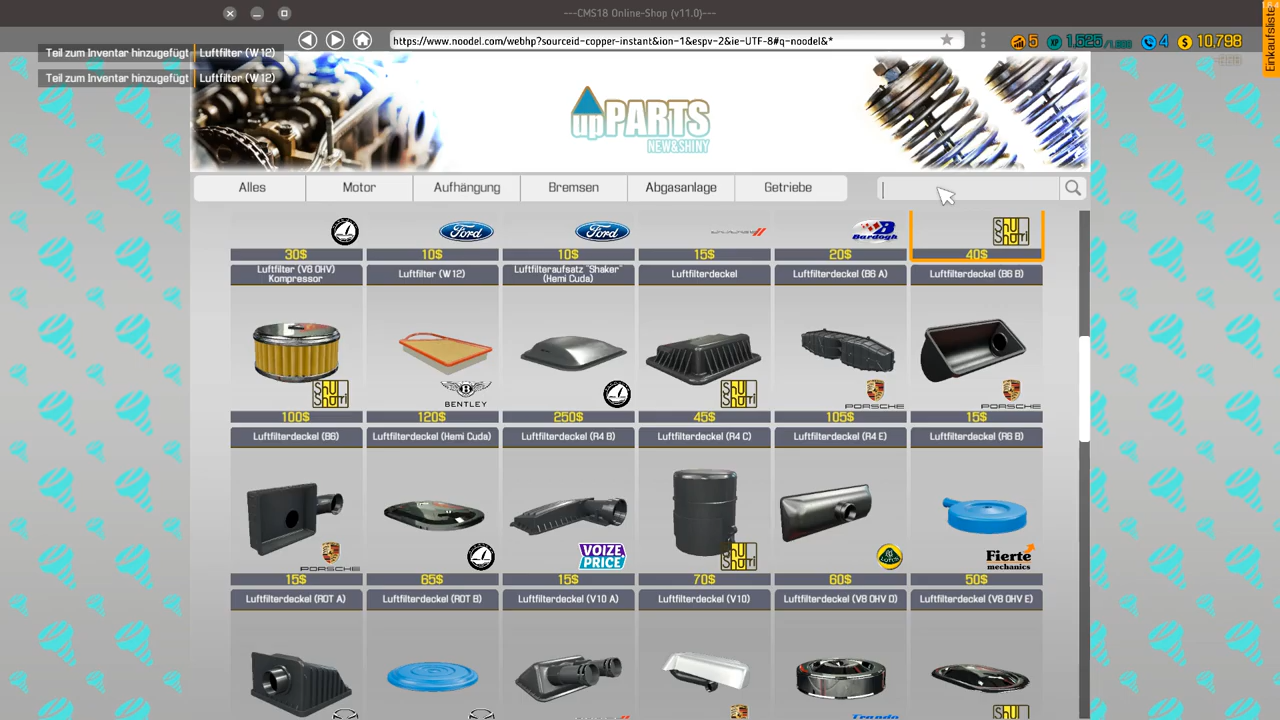 ---CMS18 Online-Shop (v11.0)---
https://www.noodel.com/webhp?sourceid-copper-instant&ion-1&espv-2&ie-UTF-8#q-noodel&*
5
XP 1,525
4
$ 10,798
Einkaufsliste
Teil zum Inventar hinzugefügt Luftfilter (W12)
Teil zum Inventar hinzugefügt Luftfilter (W12)
upPARTS
NEW&SHINY
Alles Motor Aufhängung Bremsen Abgasanlage Getriebe
Ford Ford Bardogh Shu Shuti
30$ 10$ 10$ 15$ 20$ 40$
Luftfilter (V8 OHV) Kompressor
Luftfilter (W12)
Luftfilteraufsatz "Shaker" (Hemi Cuda)
Luftfilterdeckel
Luftfilterdeckel (B6 A)
Luftfilterdeckel (B6 B)
BENTLEY
PORSCHE
PORSCHE
100$ 120$ 250$ 45$ 105$ 15$
Luftfilterdeckel (B6) Luftfilterdeckel (Hemi Cuda) Luftfilterdeckel (R4 B) Luftfilterdeckel (R4 C) Luftfilterdeckel (R4 E) Luftfilterdeckel (R6 B)
PORSCHE
VOIZE PRICE
Fierte mechanics
15$ 65$ 15$ 70$ 60$ 50$
Luftfilterdeckel (ROT A) Luftfilterdeckel (ROT B) Luftfilterdeckel (V10 A) Luftfilterdeckel (V10) Luftfilterdeckel (V8 OHV D) Luftfilterdeckel (V8 OHV E)